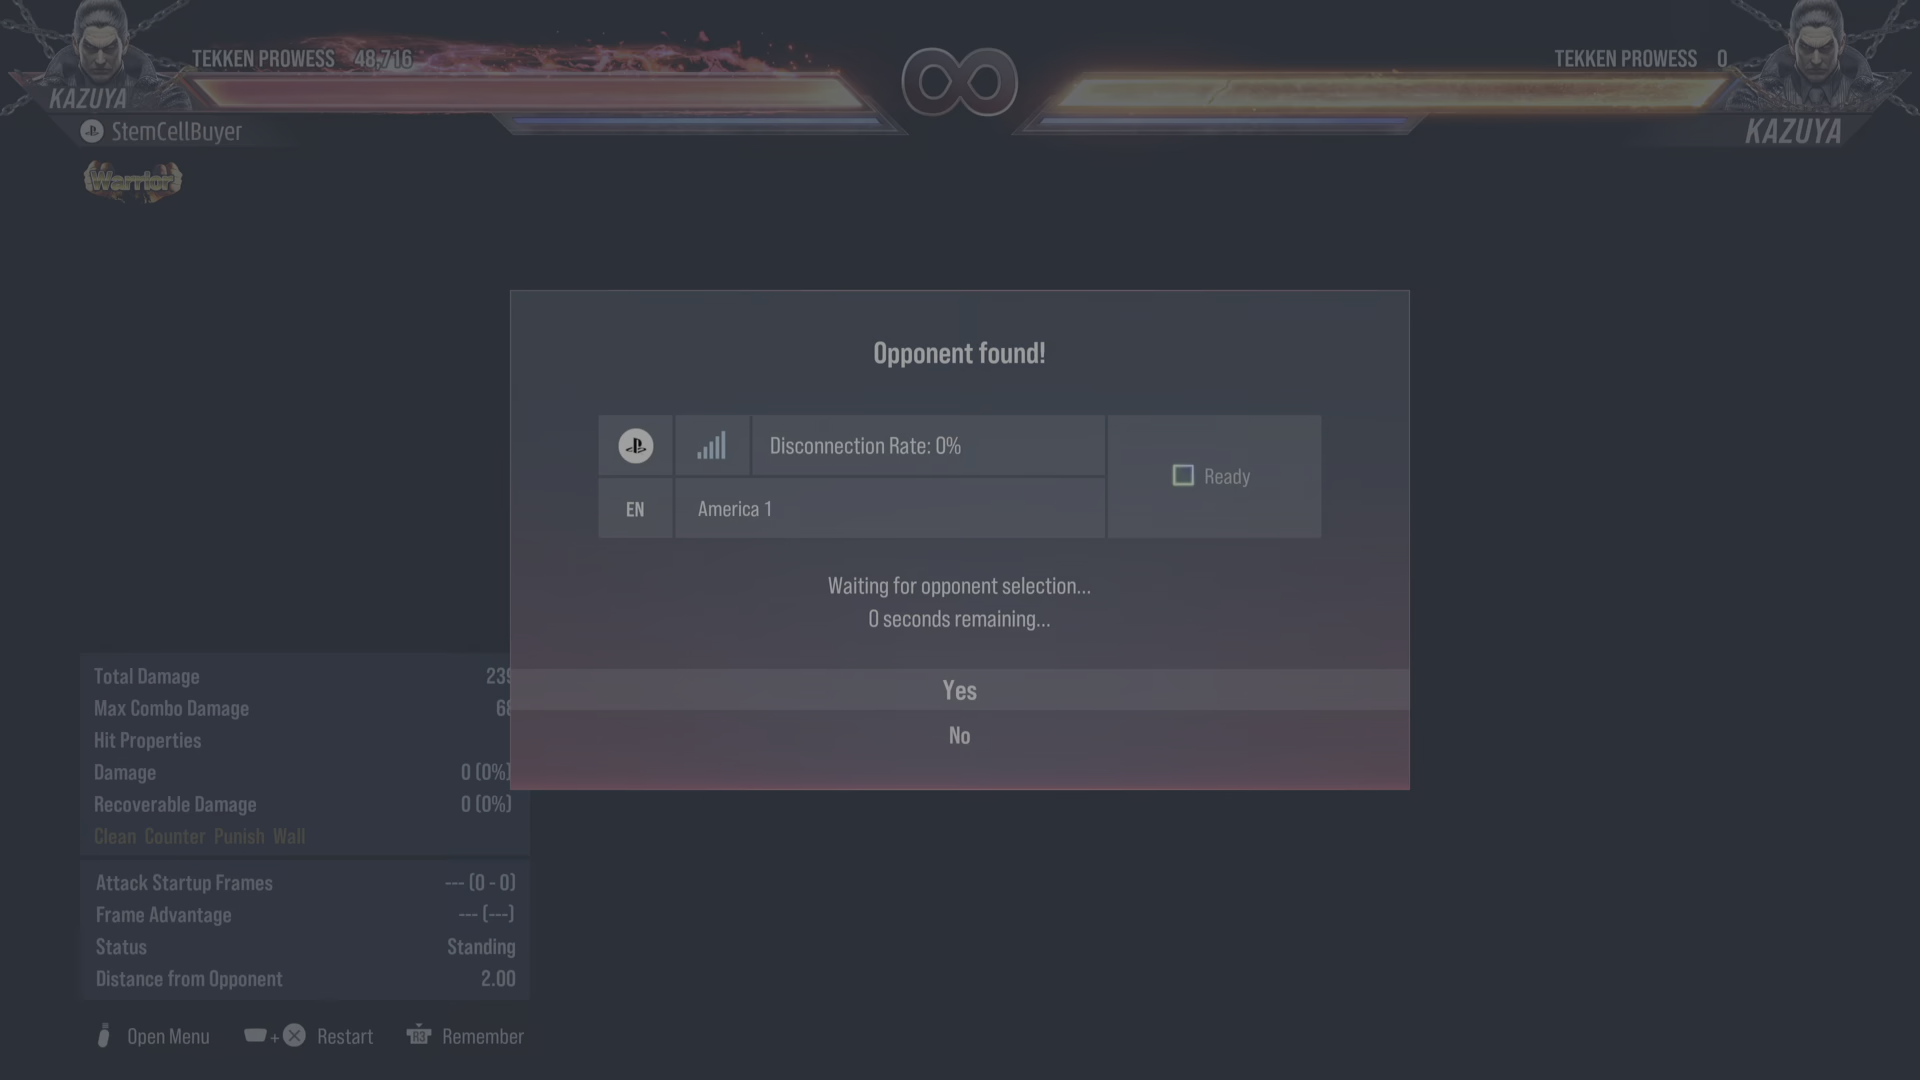 TEKKEN PROWESS 48,716
TEKKEN PROWESS 0
KAZUYA
StemCellBuyer
KAZUYA
Warrior
Opponent found!
Disconnection Rate: 0%
EN
America 1
Ready
Waiting for opponent selection...
0 seconds remaining...
Yes
No
Total Damage 239
Max Combo Damage 68
Hit Properties
Damage 0 (0%)
Recoverable Damage 0 (0%)
Clean Counter Punish Wall
Attack Startup Frames --- (0 - 0)
Frame Advantage --- (---)
Status Standing
Distance from Opponent 2.00
Open Menu + Restart R3 Remember